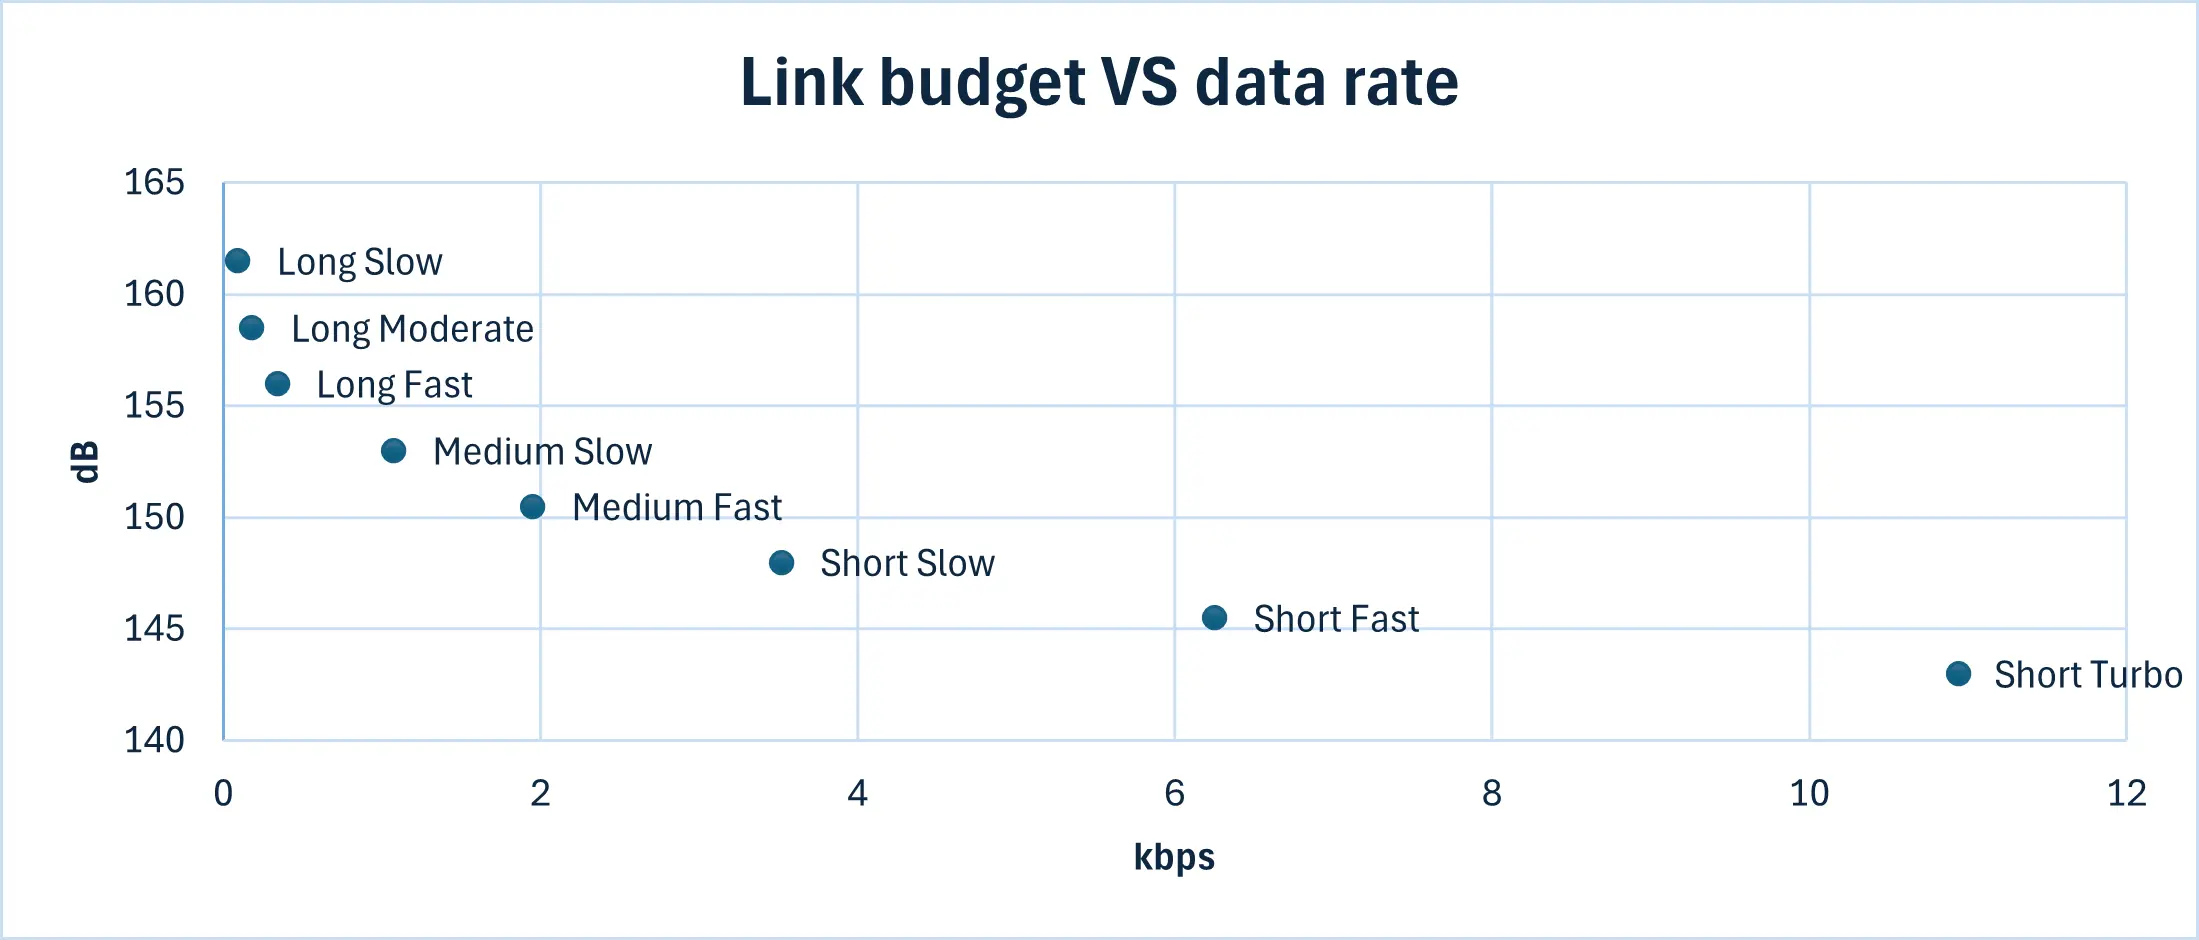 Link budget VS data rate
165
Long Slow
160
Long Moderate
Long Fast
155
dB
Medium Slow
150
Medium Fast
Short Slow
145
Short Fast
Short Turbo
140
0 2 4 6 8 10 12
kbps